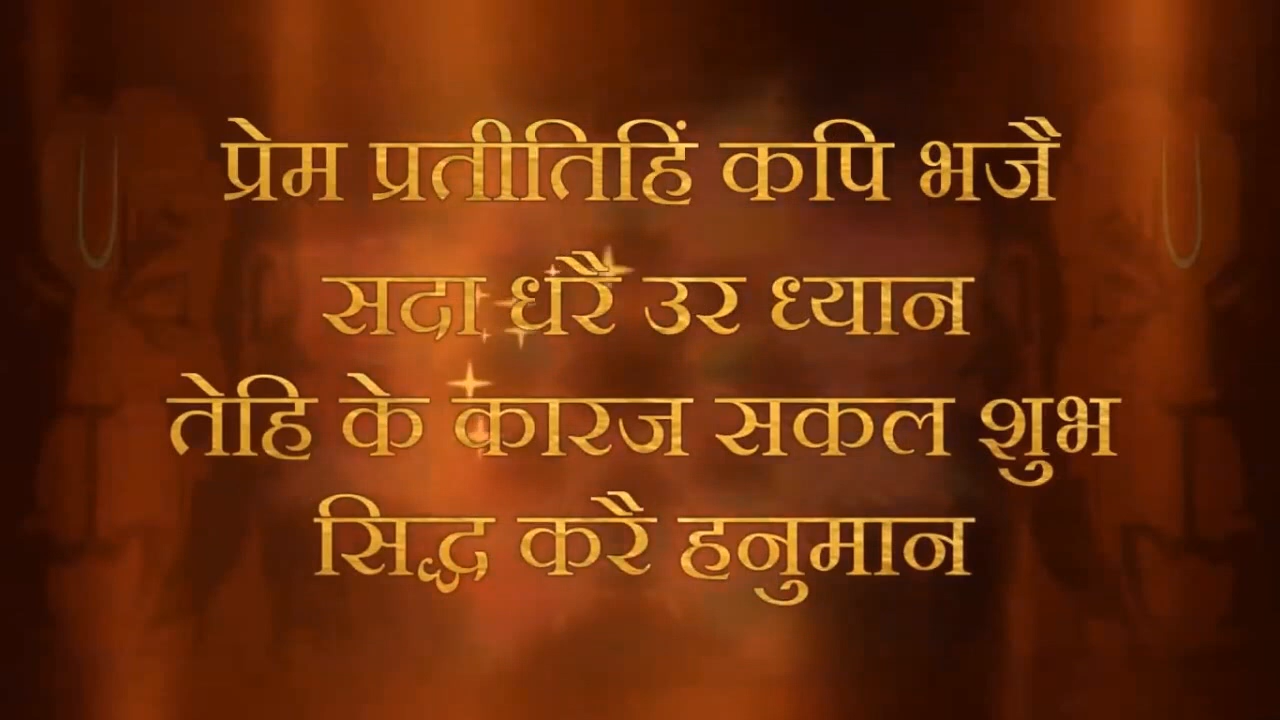 प्रेम प्रतीतिहिं कपि भजै
सदा धरै उर ध्यान
तेहि के कारज सकल शुभ
सिद्ध करै हनुमान